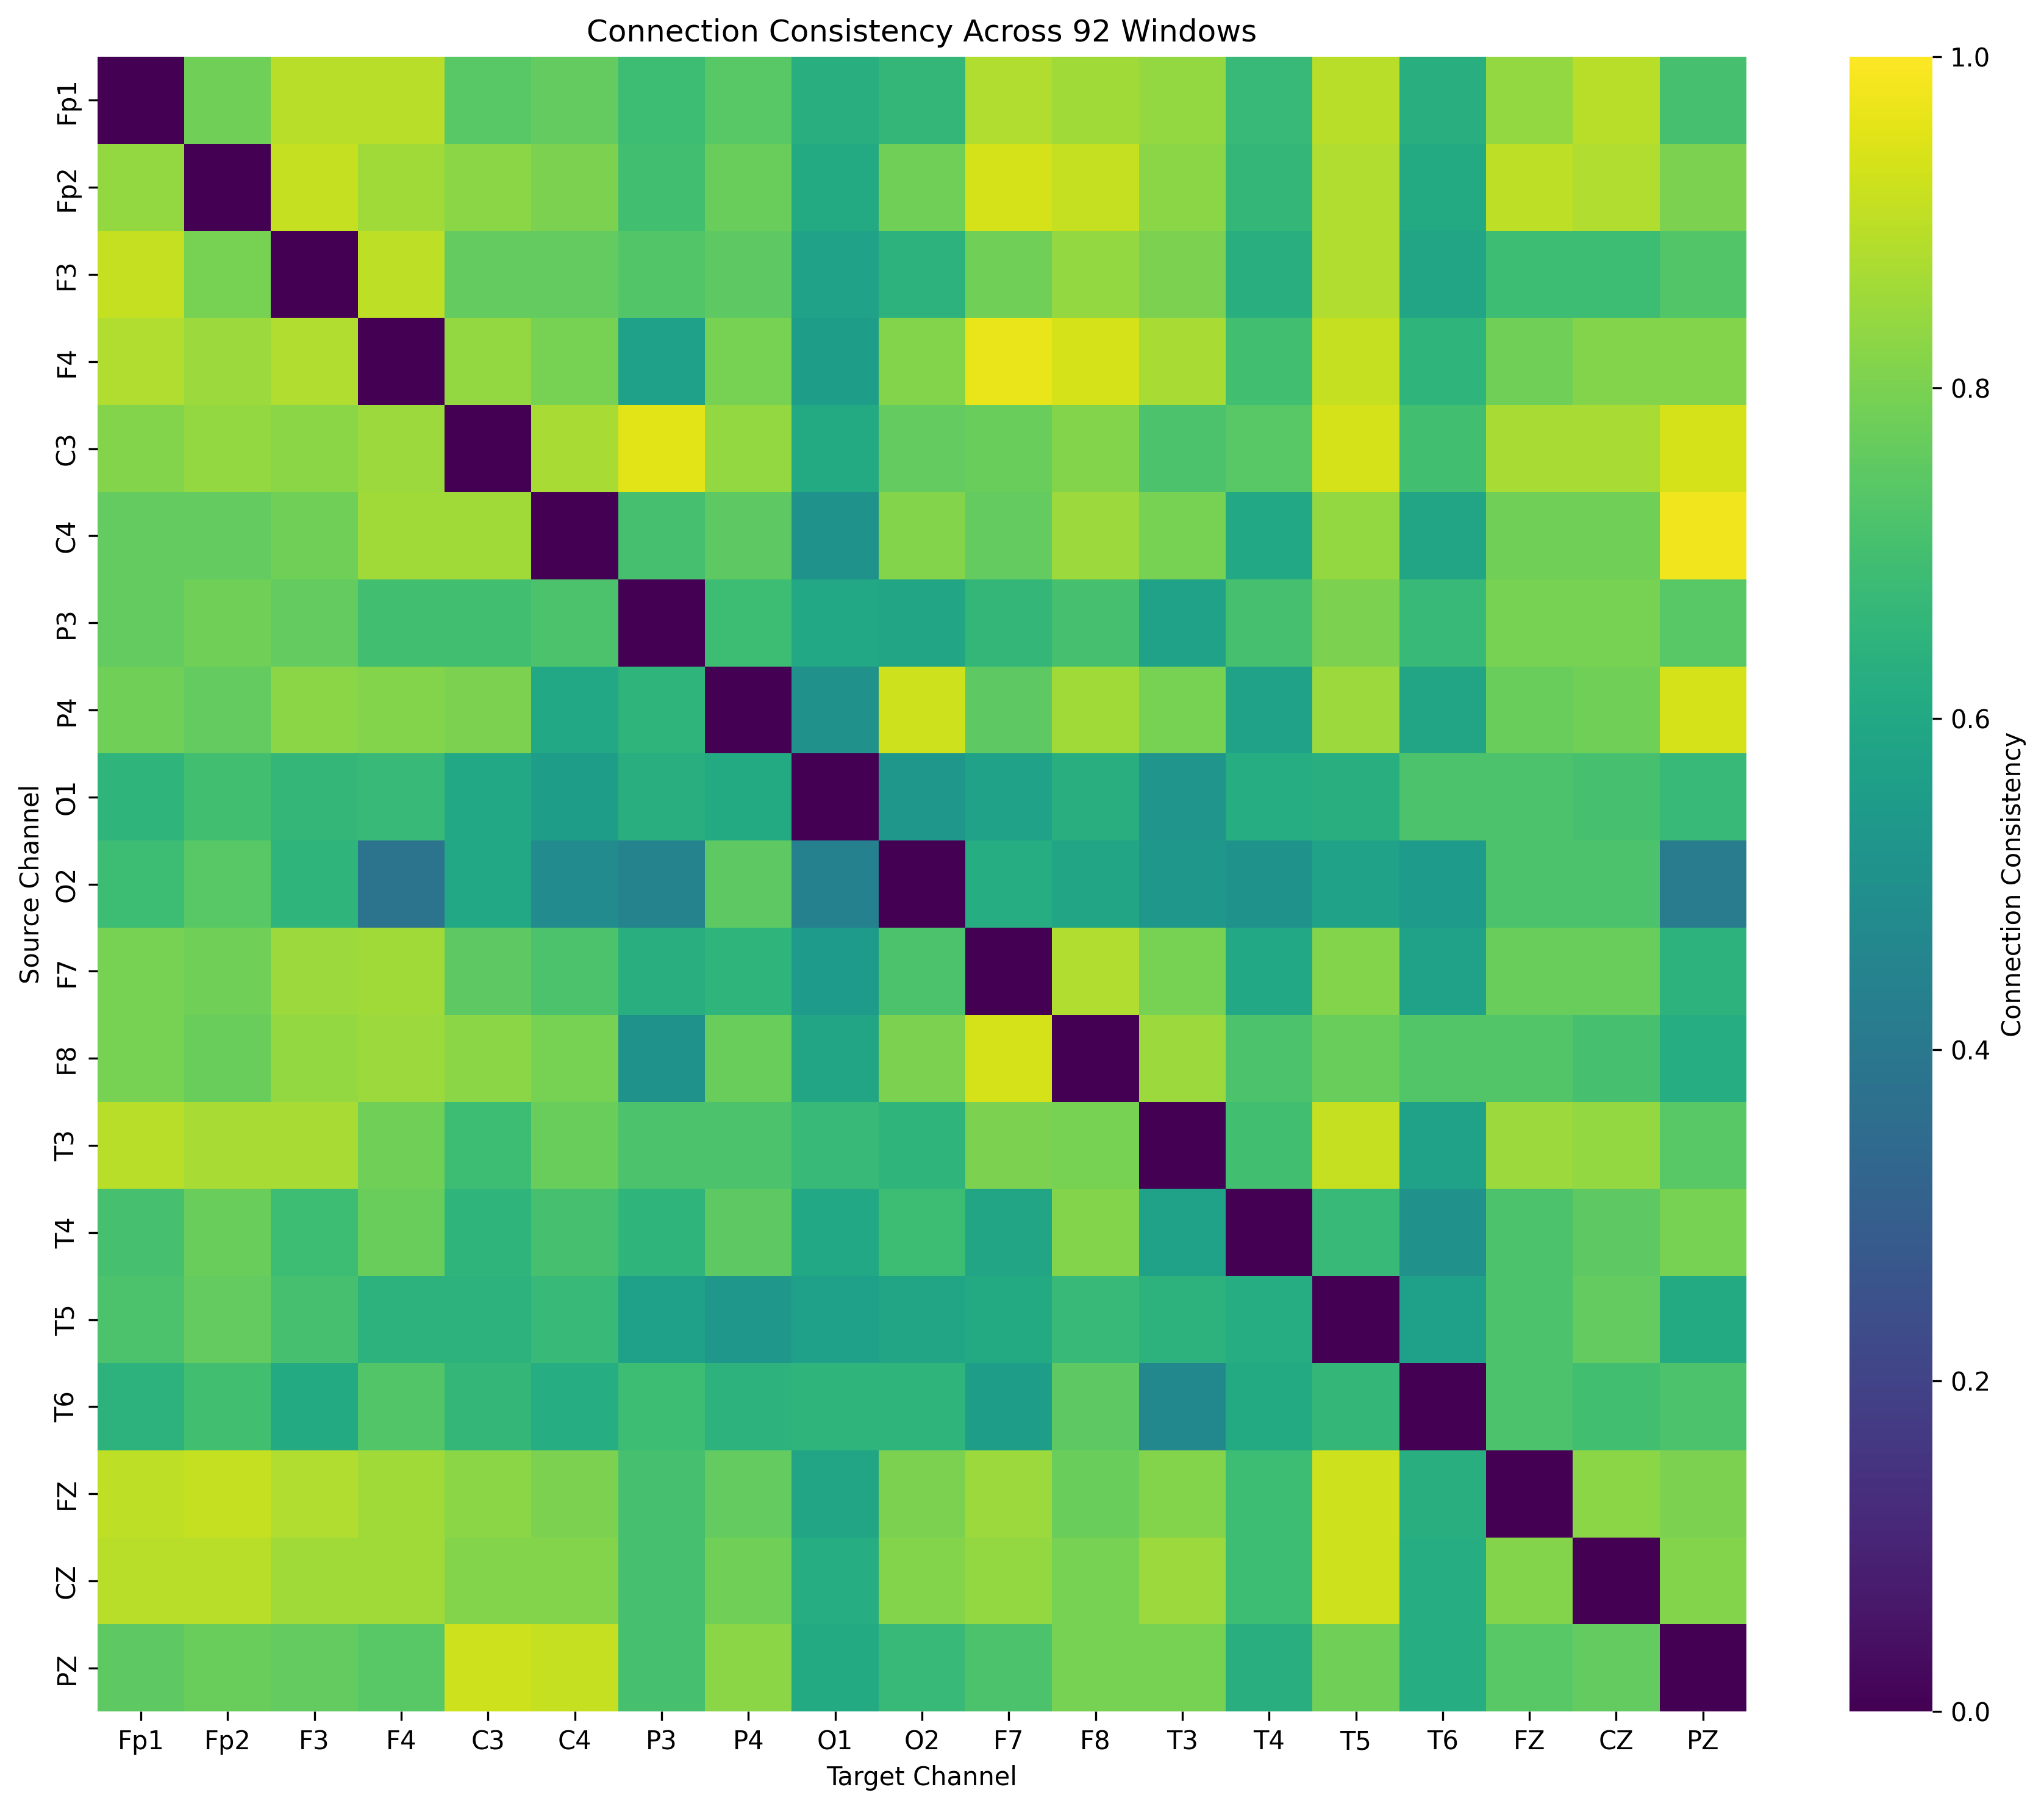 Connection Consistency Across 92 Windows
Source Channel
Fp1
Fp2
F3
F4
C3
C4
P3
P4
O1
O2
F7
F8
T3
T4
T5
T6
FZ
CZ
PZ
Fp1 Fp2 F3 F4 C3 C4 P3 P4 O1 O2 F7 F8 T3 T4 T5 T6 FZ CZ PZ
Target Channel
1.0
0.8
0.6
0.4
0.2
0.0
Connection Consistency